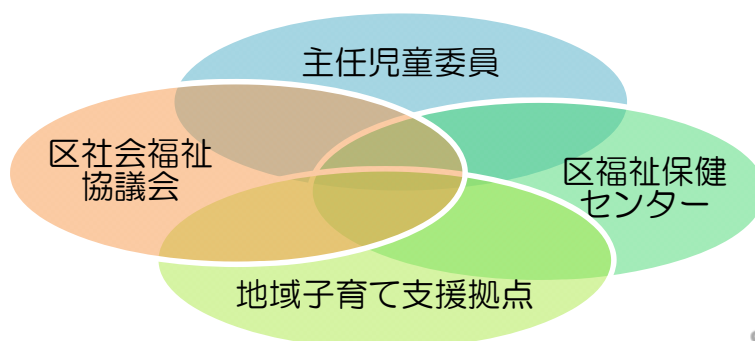 主任児童委員
区社会福祉
協議会
区福祉保健
センター
地域子育て支援拠点